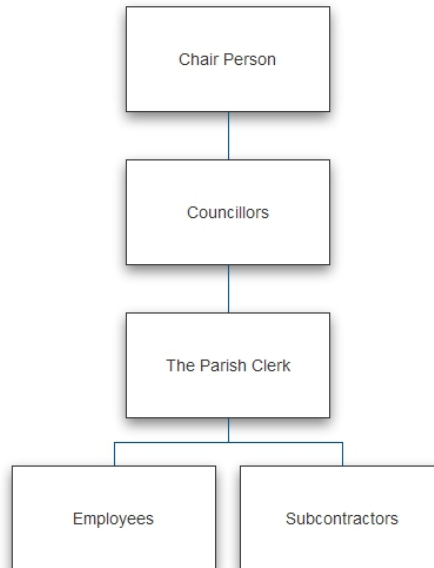 Chair Person
Councillors
The Parish Clerk
Employees
Subcontractors